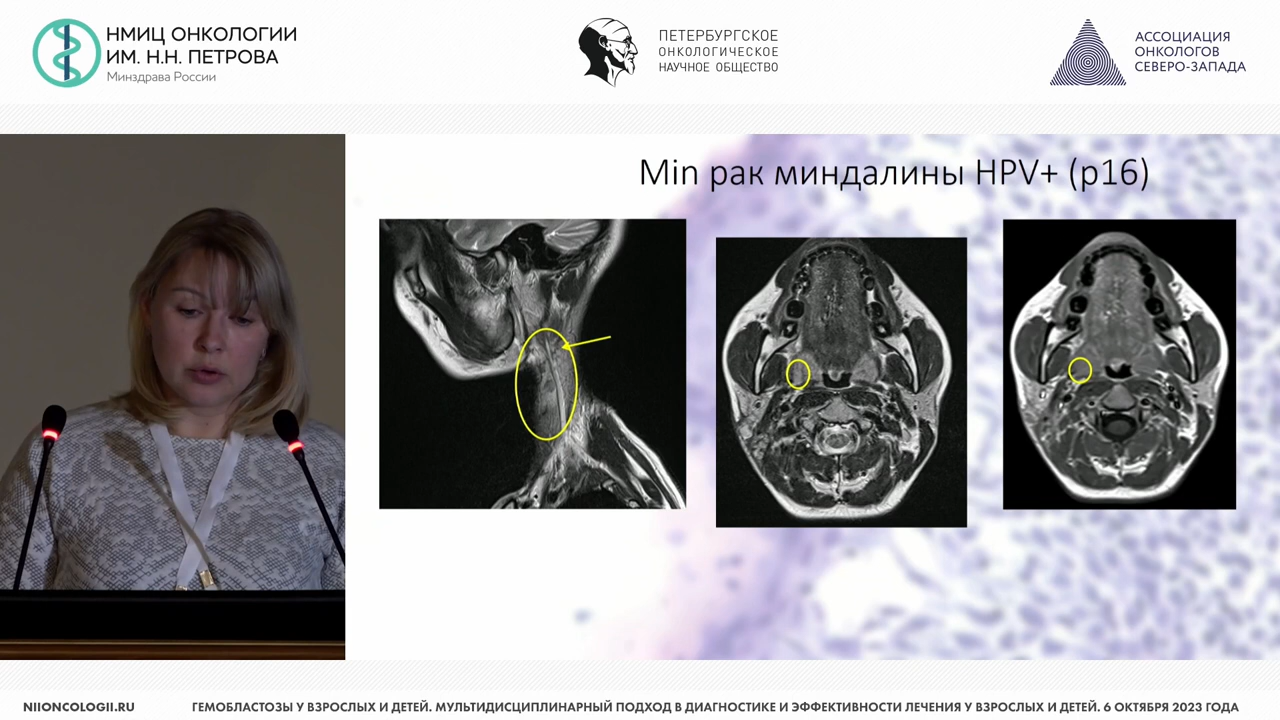 НМИЦ ОНКОЛОГИИ
ИМ. Н.Н. ПЕТРОВА
Минздрава России
ПЕТЕРБУРГСКОЕ
ОНКОЛОГИЧЕСКОЕ
НАУЧНОЕ ОБЩЕСТВО
АССОЦИАЦИЯ
ОНКОЛОГОВ
СЕВЕРО-ЗАПАДА
Min рак миндалины HPV+ (p16)
NIIONCOLOGII.RU
ГЕМОБЛАСТОЗЫ У ВЗРОСЛЫХ И ДЕТЕЙ. МУЛЬТИДИСЦИПЛИНАРНЫЙ ПОДХОД В ДИАГНОСТИКЕ И ЭФФЕКТИВНОСТИ ЛЕЧЕНИЯ У ВЗРОСЛЫХ И ДЕТЕЙ. 6 ОКТЯБРЯ 2023 ГОДА